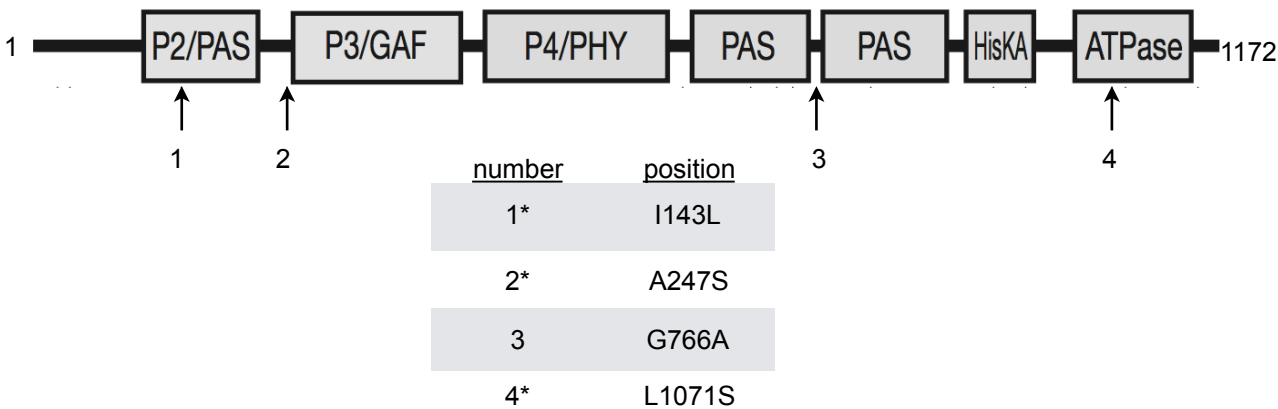 1 P2/PAS P3/GAF P4/PHY PAS PAS HisKA ATPase 1172
1 2 3 4
number position
1* I143L
2* A247S
3 G766A
4* L1071S